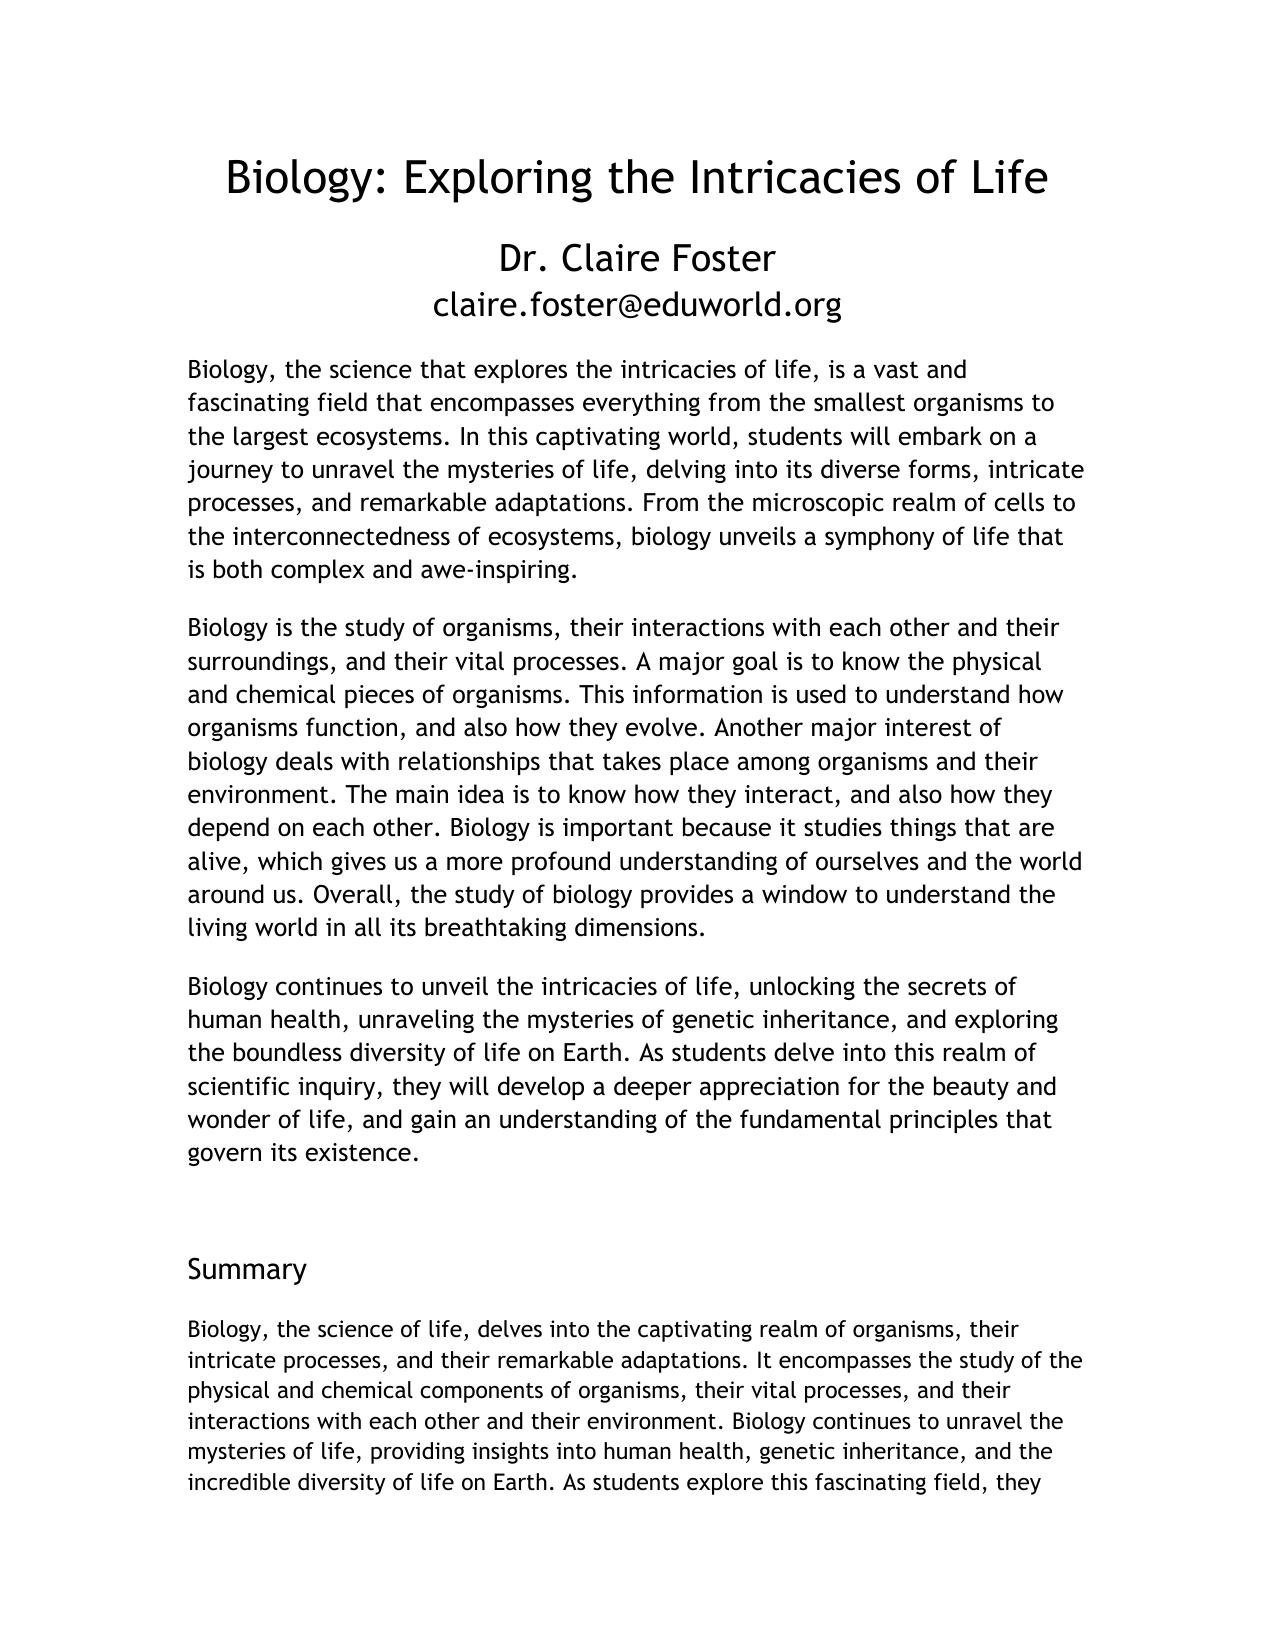 Biology: Exploring the Intricacies of Life
Dr. Claire Foster
claire.foster@eduworld.org
Biology, the science that explores the intricacies of life, is a vast and
fascinating field that encompasses everything from the smallest organisms to
the largest ecosystems. In this captivating world, students will embark on a
journey to unravel the mysteries of life, delving into its diverse forms, intricate
processes, and remarkable adaptations. From the microscopic realm of cells to
the interconnectedness of ecosystems, biology unveils a symphony of life that
is both complex and awe-inspiring.
Biology is the study of organisms, their interactions with each other and their
surroundings, and their vital processes. A major goal is to know the physical
and chemical pieces of organisms. This information is used to understand how
organisms function, and also how they evolve. Another major interest of
biology deals with relationships that takes place among organisms and their
environment. The main idea is to know how they interact, and also how they
depend on each other. Biology is important because it studies things that are
alive, which gives us a more profound understanding of ourselves and the world
around us. Overall, the study of biology provides a window to understand the
living world in all its breathtaking dimensions.
Biology continues to unveil the intricacies of life, unlocking the secrets of
human health, unraveling the mysteries of genetic inheritance, and exploring
the boundless diversity of life on Earth. As students delve into this realm of
scientific inquiry, they will develop a deeper appreciation for the beauty and
wonder of life, and gain an understanding of the fundamental principles that
govern its existence.
Summary
Biology, the science of life, delves into the captivating realm of organisms, their
intricate processes, and their remarkable adaptations. It encompasses the study of the
physical and chemical components of organisms, their vital processes, and their
interactions with each other and their environment. Biology continues to unravel the
mysteries of life, providing insights into human health, genetic inheritance, and the
incredible diversity of life on Earth. As students explore this fascinating field, they